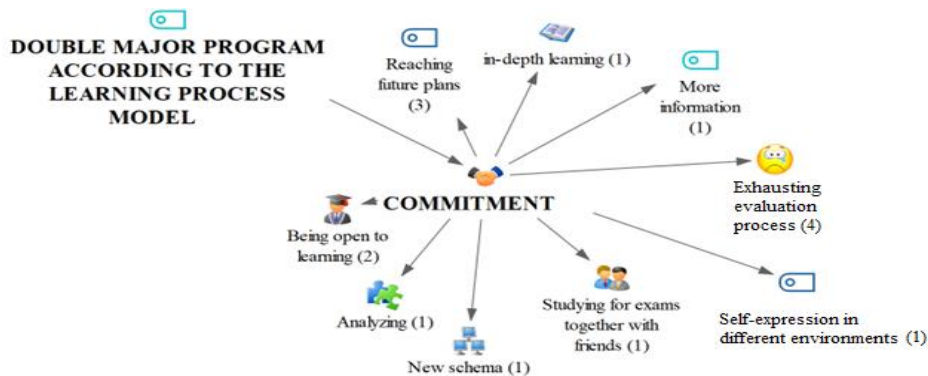 DOUBLE MAJOR PROGRAM
ACCORDING TO THE
LEARNING PROCESS
MODEL
Reaching
future plans
(3)
in-depth learning (1)
More
information
(1)
Exhausting
evaluation
process (4)
COMMITMENT
Being open to
learning (2)
Analyzing (1)
New schema (1)
Studying for exams
together with
friends (1)
Self-expression in
different environments (1)